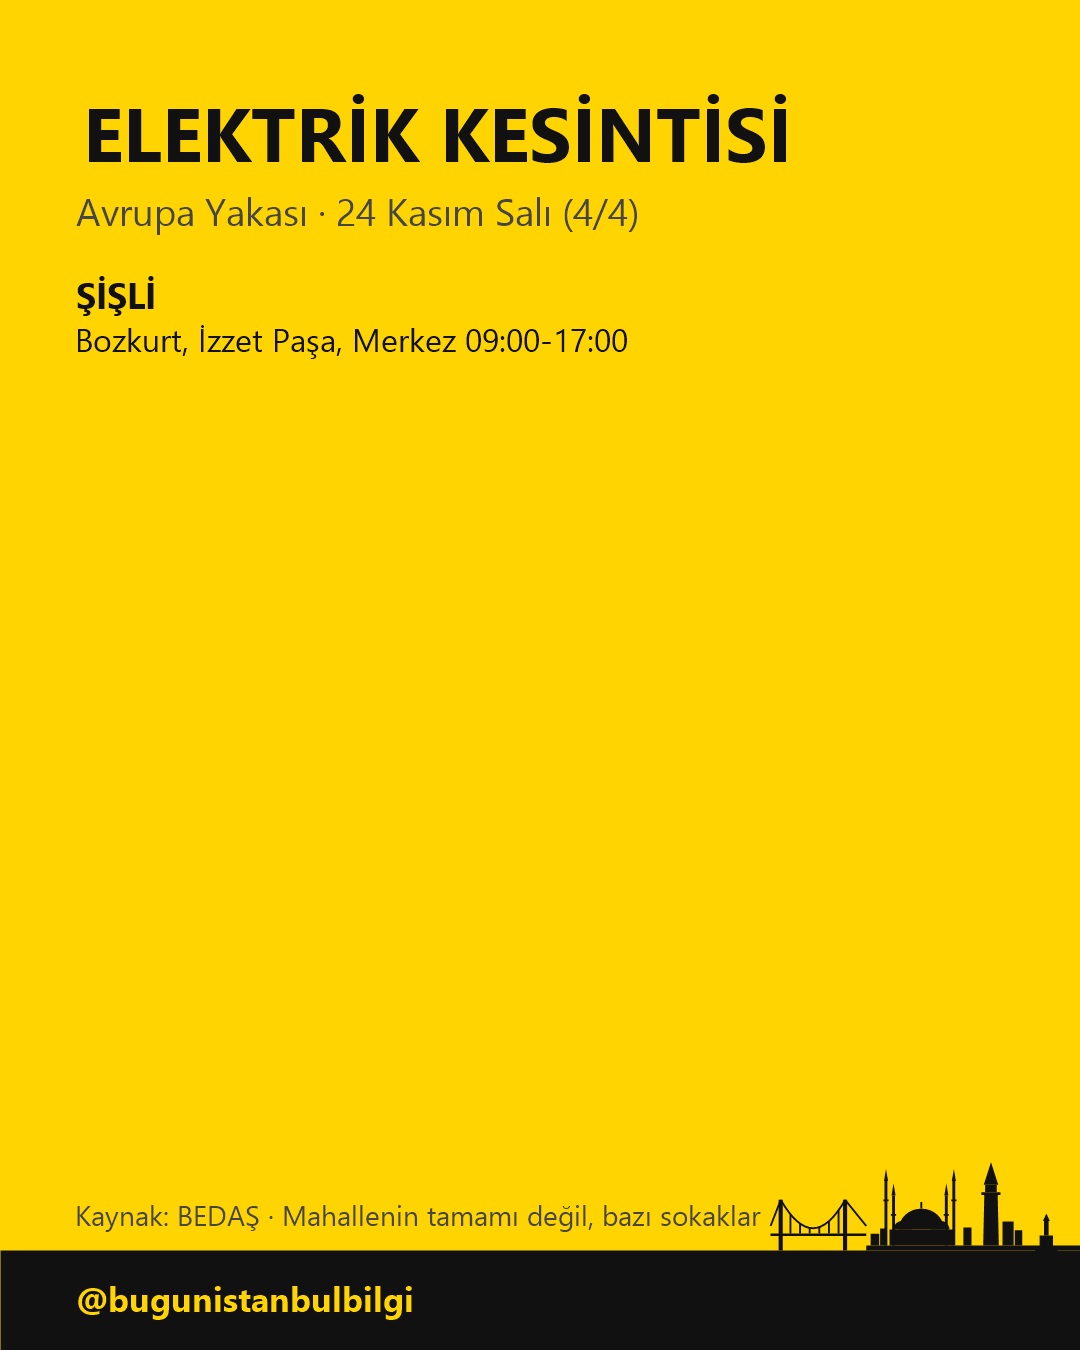 ELEKTRİK KESİNTİSİ
Avrupa Yakası · 24 Kasım Salı (4/4)
ŞİŞLİ
Bozkurt, İzzet Paşa, Merkez 09:00-17:00
Kaynak: BEDAŞ · Mahallenin tamamı değil, bazı sokaklar
@bugunistanbulbilgi